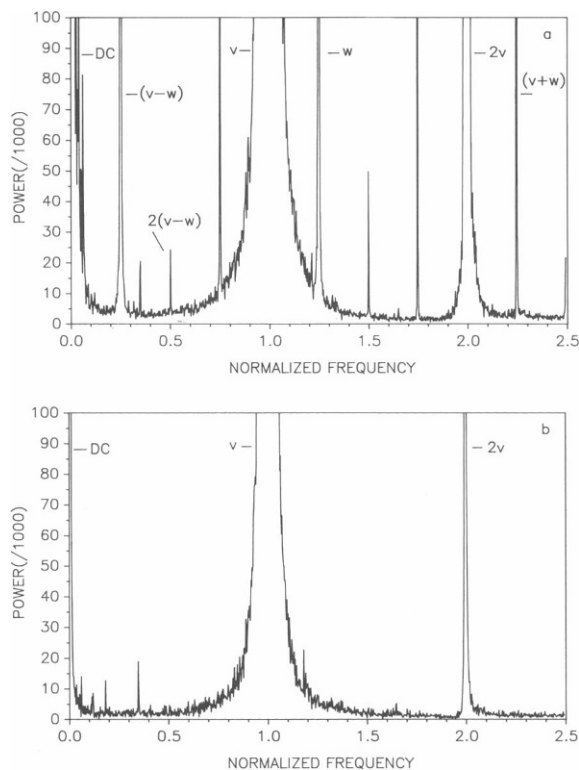 100
90
80
70
60
50
40
30
20
10
0
POWER(/1000)
DC
(v−w)
2(v−w)
v
w
2v
(v+w)
a
0.0 0.5 1.0 1.5 2.0 2.5
NORMALIZED FREQUENCY
100
90
80
70
60
50
40
30
20
10
0
POWER(/1000)
DC
v
2v
b
0.0 0.5 1.0 1.5 2.0 2.5
NORMALIZED FREQUENCY